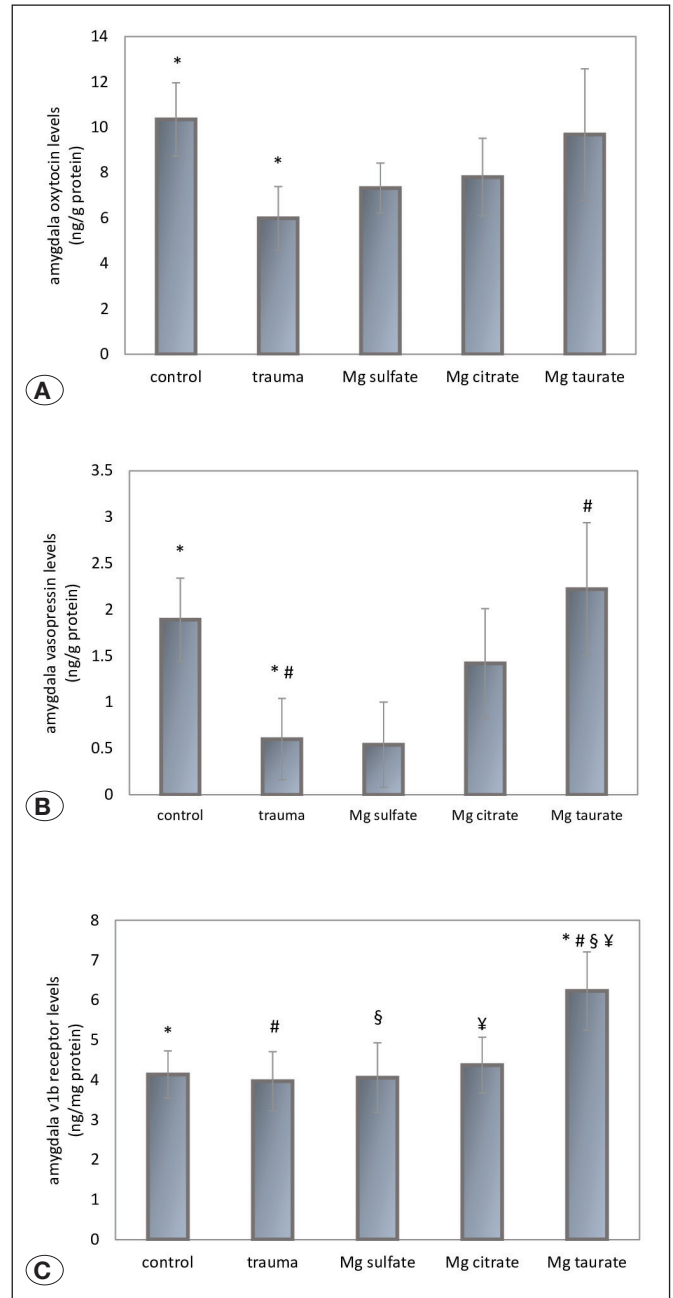 amygdala oxytocin levels
(ng/g protein)
14
12
10
8
6
4
2
0
*
*
control trauma Mg sulfate Mg citrate Mg taurate
A
amygdala vasopressin levels
(ng/g protein)
3.5
3
2.5
2
1.5
1
0.5
0
*
* #
#
control trauma Mg sulfate Mg citrate Mg taurate
B
amygdala v1b receptor levels
(ng/mg protein)
8
7
6
5
4
3
2
1
0
*
#
§
¥
* # § ¥
control trauma Mg sulfate Mg citrate Mg taurate
C